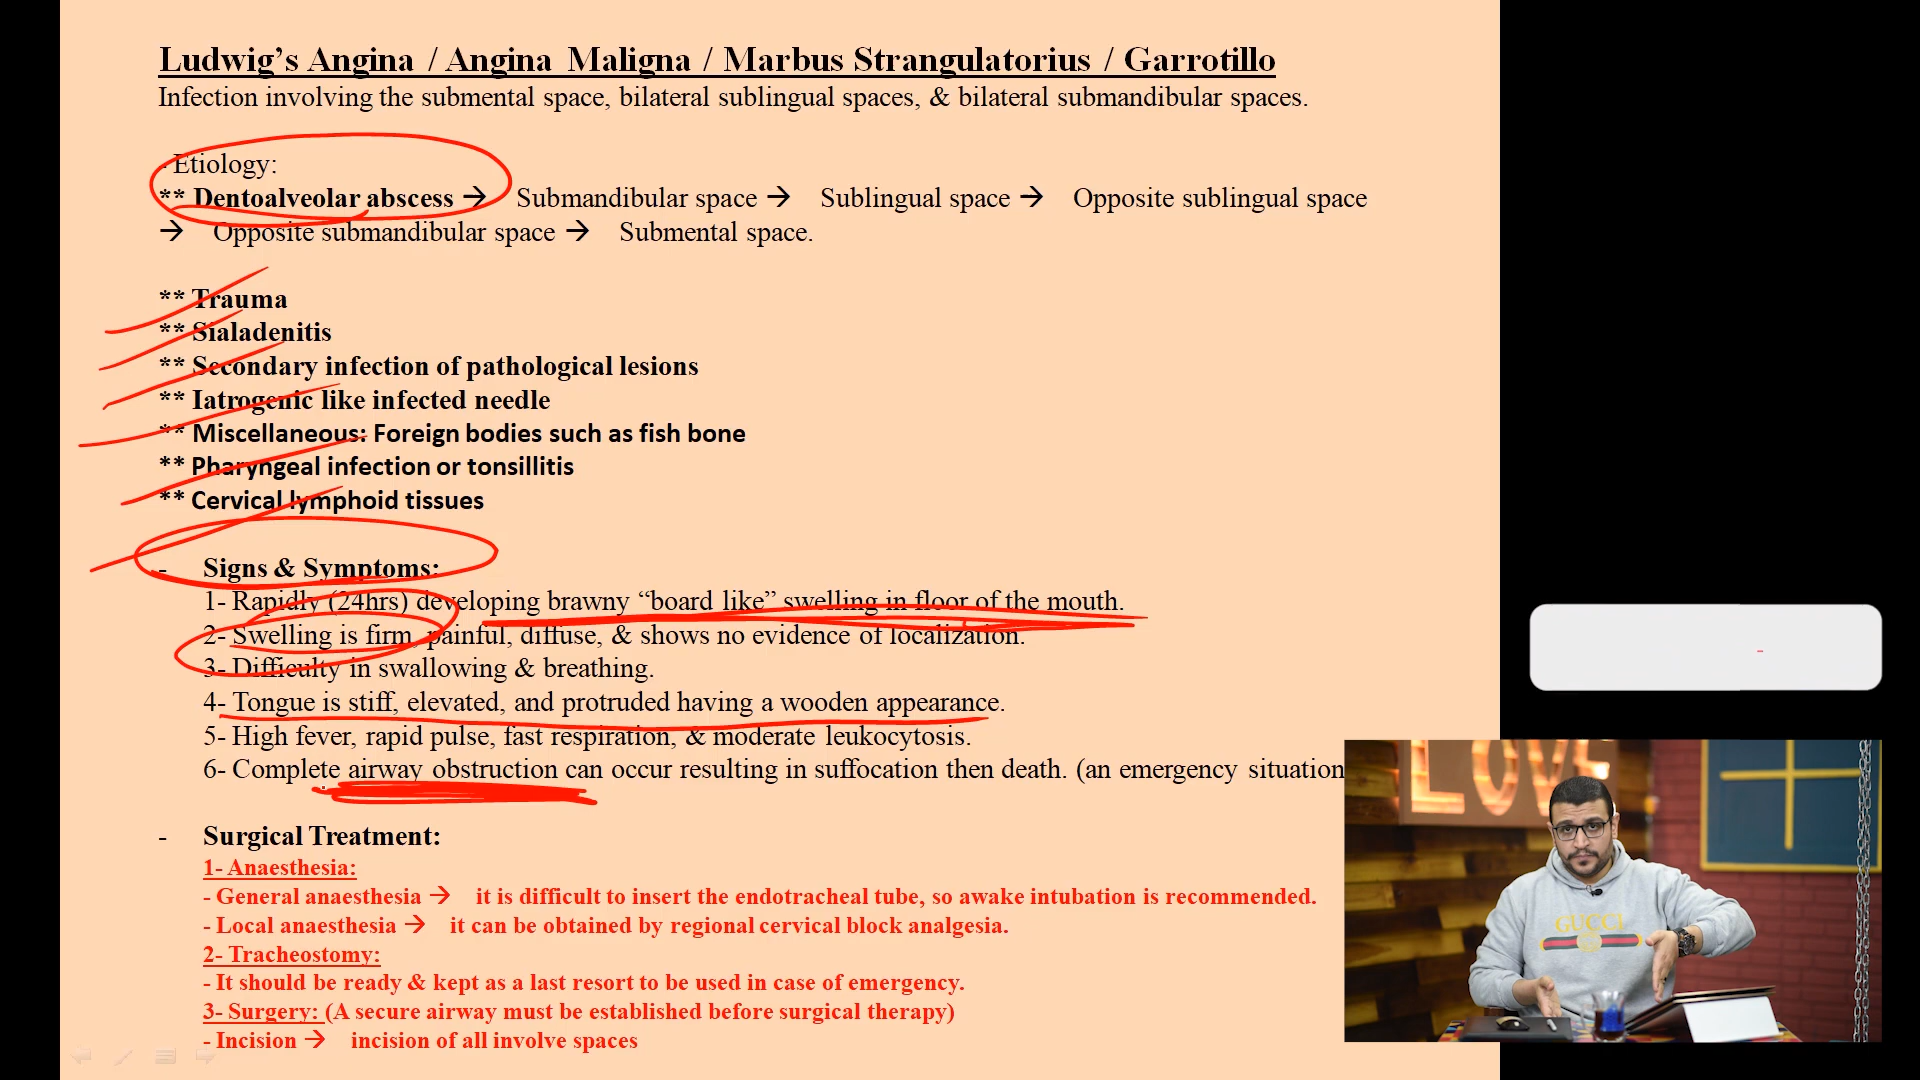 Ludwig’s Angina / Angina Maligna / Marbus Strangulatorius / Garrotillo
Infection involving the submental space, bilateral sublingual spaces, & bilateral submandibular spaces.
- Etiology:
** Dentoalveolar abscess → Submandibular space → Sublingual space → Opposite sublingual space
→ Opposite submandibular space → Submental space.
** Trauma
** Sialadenitis
** Secondary infection of pathological lesions
** Iatrogenic like infected needle
** Miscellaneous: Foreign bodies such as fish bone
** Pharyngeal infection or tonsillitis
** Cervical lymphoid tissues
- Signs & Symptoms:
1- Rapidly (24hrs) developing brawny “board like” swelling in floor of the mouth.
2- Swelling is firm, painful, diffuse, & shows no evidence of localization.
3- Difficulty in swallowing & breathing.
4- Tongue is stiff, elevated, and protruded having a wooden appearance.
5- High fever, rapid pulse, fast respiration, & moderate leukocytosis.
6- Complete airway obstruction can occur resulting in suffocation then death. (an emergency situation
- Surgical Treatment:
1- Anaesthesia:
- General anaesthesia → it is difficult to insert the endotracheal tube, so awake intubation is recommended.
- Local anaesthesia → it can be obtained by regional cervical block analgesia.
2- Tracheostomy:
- It should be ready & kept as a last resort to be used in case of emergency.
3- Surgery: (A secure airway must be established before surgical therapy)
- Incision → incision of all involve spaces
LOVE
GUCCI